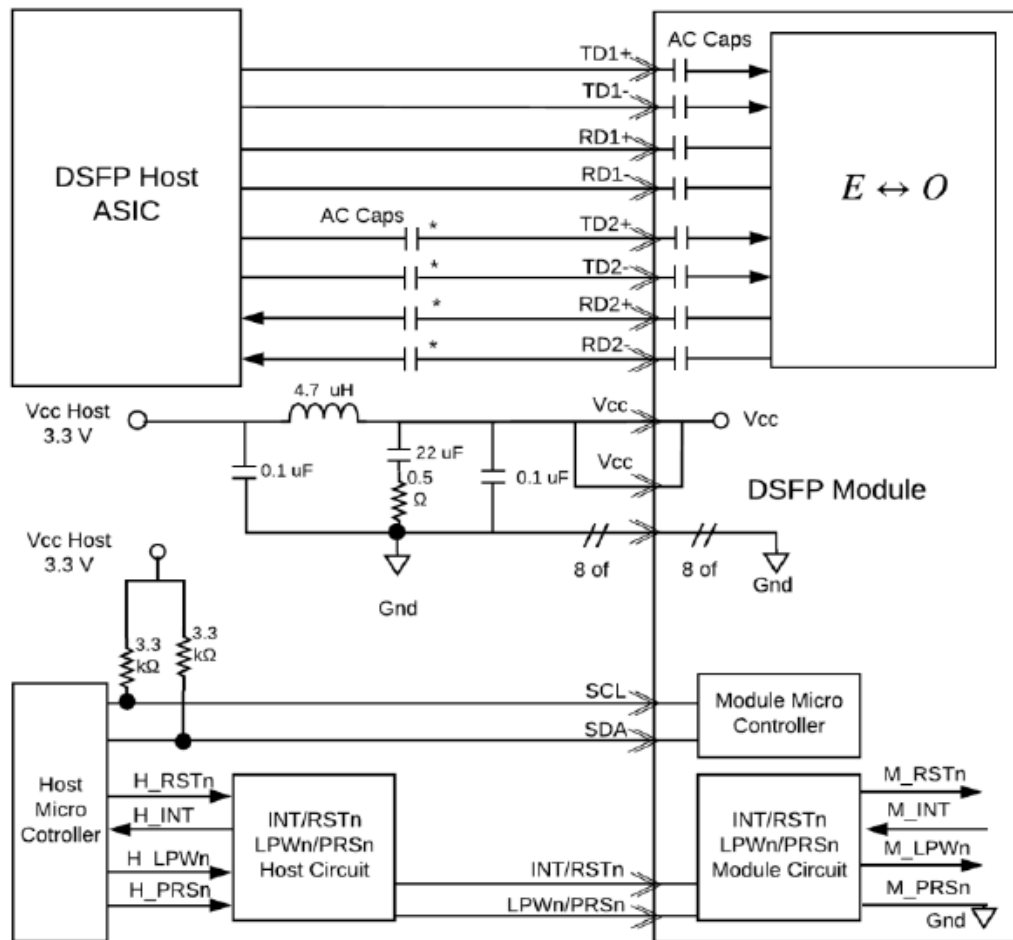 AC Caps
TD1+
TD1-
RD1+
RD1-
DSFP Host
ASIC
E ↔ O
AC Caps
*
TD2+
*
TD2-
*
RD2+
*
RD2-
4.7 uH
Vcc Host
3.3 V
Vcc
Vcc
0.1 uF
22 uF
0.5
Ω
0.1 uF
Vcc
DSFP Module
8 of
8 of
Gnd
Gnd
Vcc Host
3.3 V
3.3
kΩ
3.3
kΩ
SCL
SDA
Module Micro
Controller
Host
Micro
Cotroller
H_RSTn
H_INT
H_LPWn
H_PRSn
INT/RSTn
LPWn/PRSn
Host Circuit
INT/RSTn
LPWn/PRSn
INT/RSTn
LPWn/PRSn
Module Circuit
M_RSTn
M_INT
M_LPWn
M_PRSn
Gnd